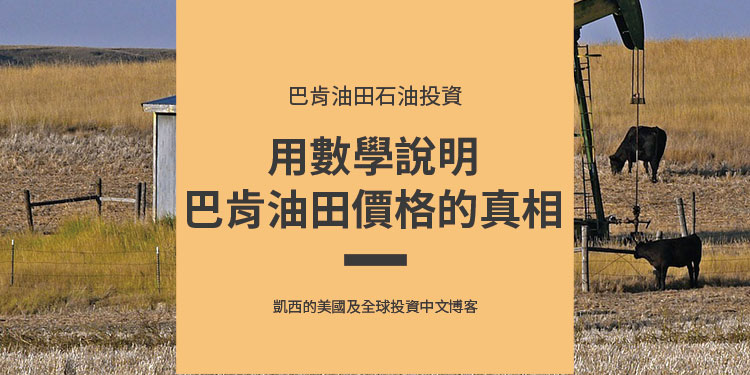 巴肯油田石油投資
用數學說明
巴肯油田價格的真相
凱西的美國及全球投資中文博客